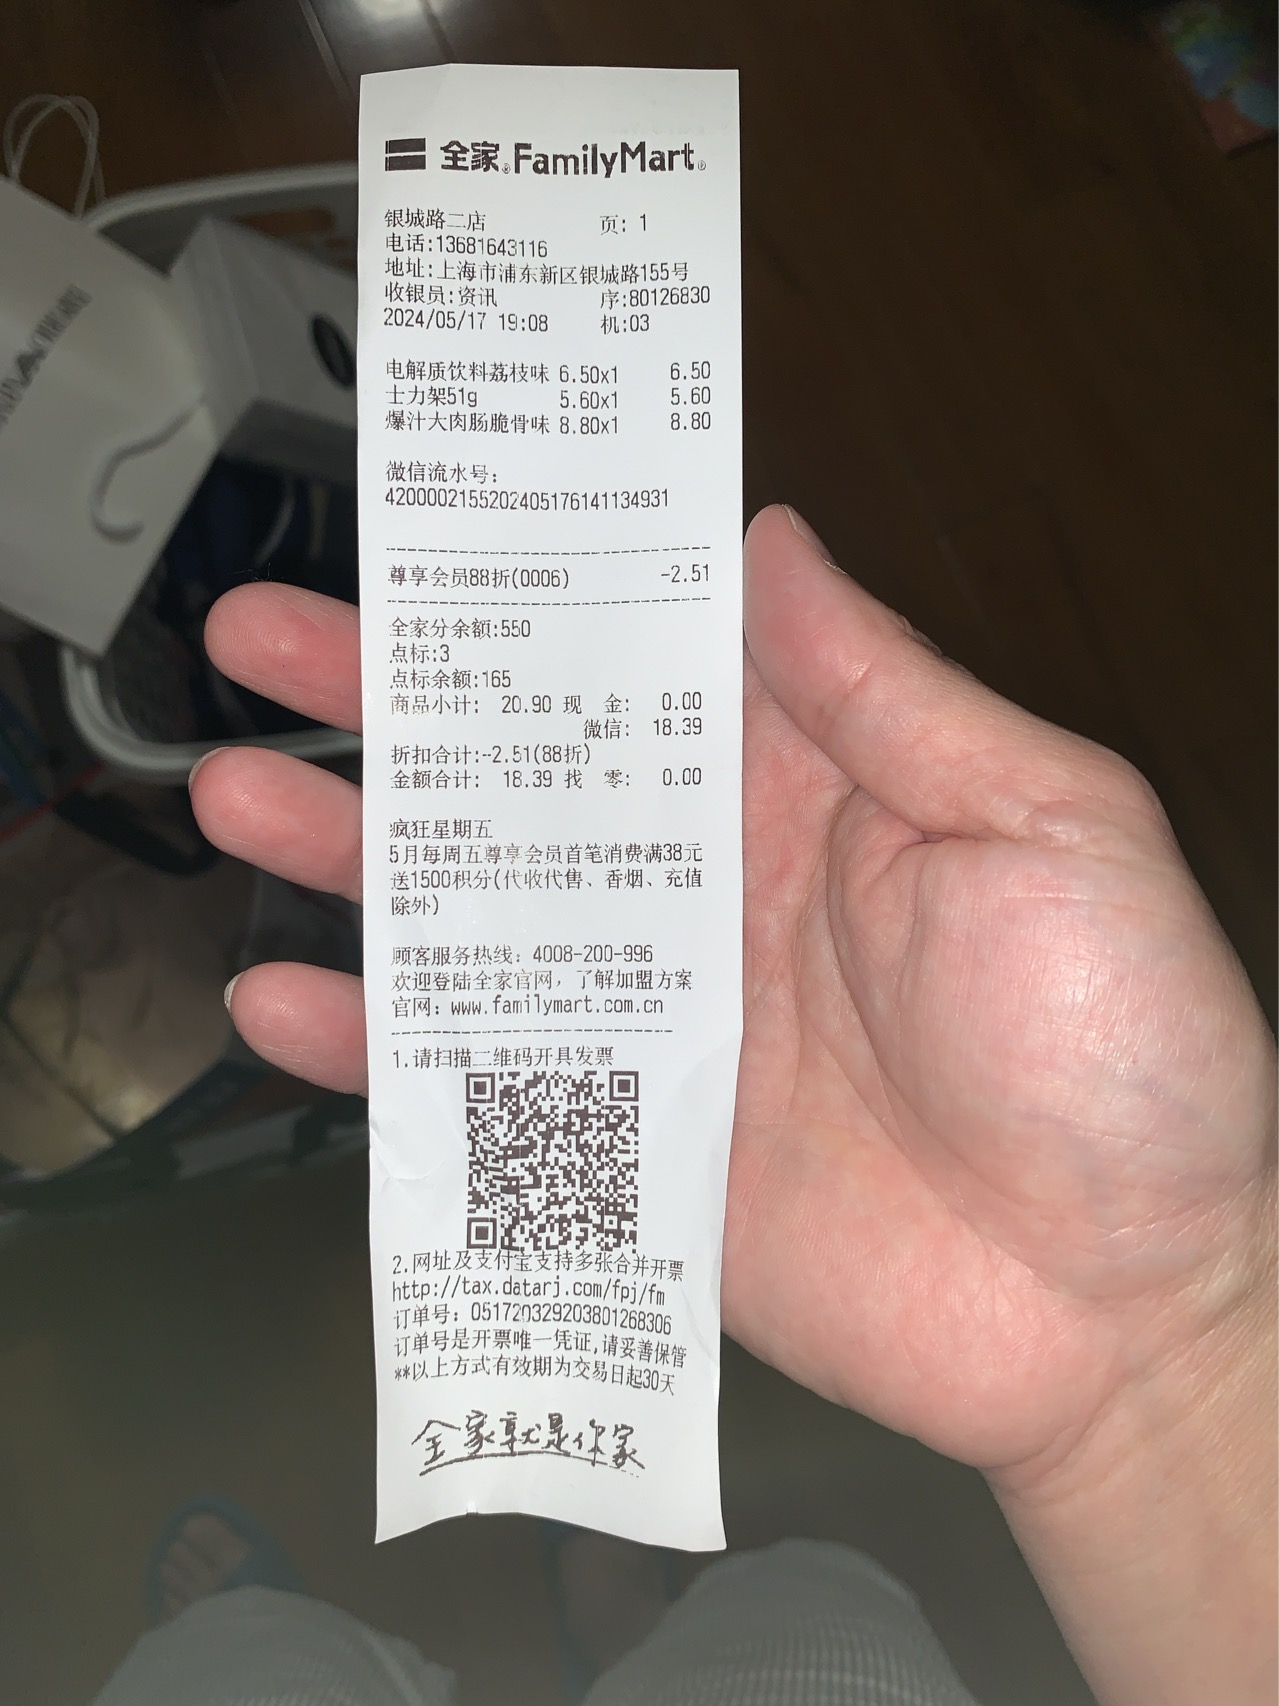 全家 FamilyMart
银城路二店 页: 1
电话:13681643116
地址:上海市浦东新区银城路155号
收银员:资讯 序:80126830
2024/05/17 19:08 机:03
电解质饮料荔枝味 6.50x1 6.50
士力架51g 5.60x1 5.60
爆汁大肉肠脆骨味 8.80x1 8.80
微信流水号:
4200002155202405176141134931
尊享会员88折(0006) -2.51
全家分余额:550
点标:3
点标余额:165
商品小计: 20.90 现 金: 0.00
微信: 18.39
折扣合计:-2.51(88折)
金额合计: 18.39 找 零: 0.00
疯狂星期五
5月每周五尊享会员首笔消费满38元
送1500积分(代收代售、香烟、充值
除外)
顾客服务热线: 4008-200-996
欢迎登陆全家官网, 了解加盟方案
官网: www.familymart.com.cn
1.请扫描二维码开具发票
2.网址及支付宝支持多张合并开票
http://tax.datarj.com/fpj/fm
订单号: 0517203292038012683​06
订单号是开票唯一凭证,请妥善保管
**以上方式有效期为交易日起30天
全家就是你家